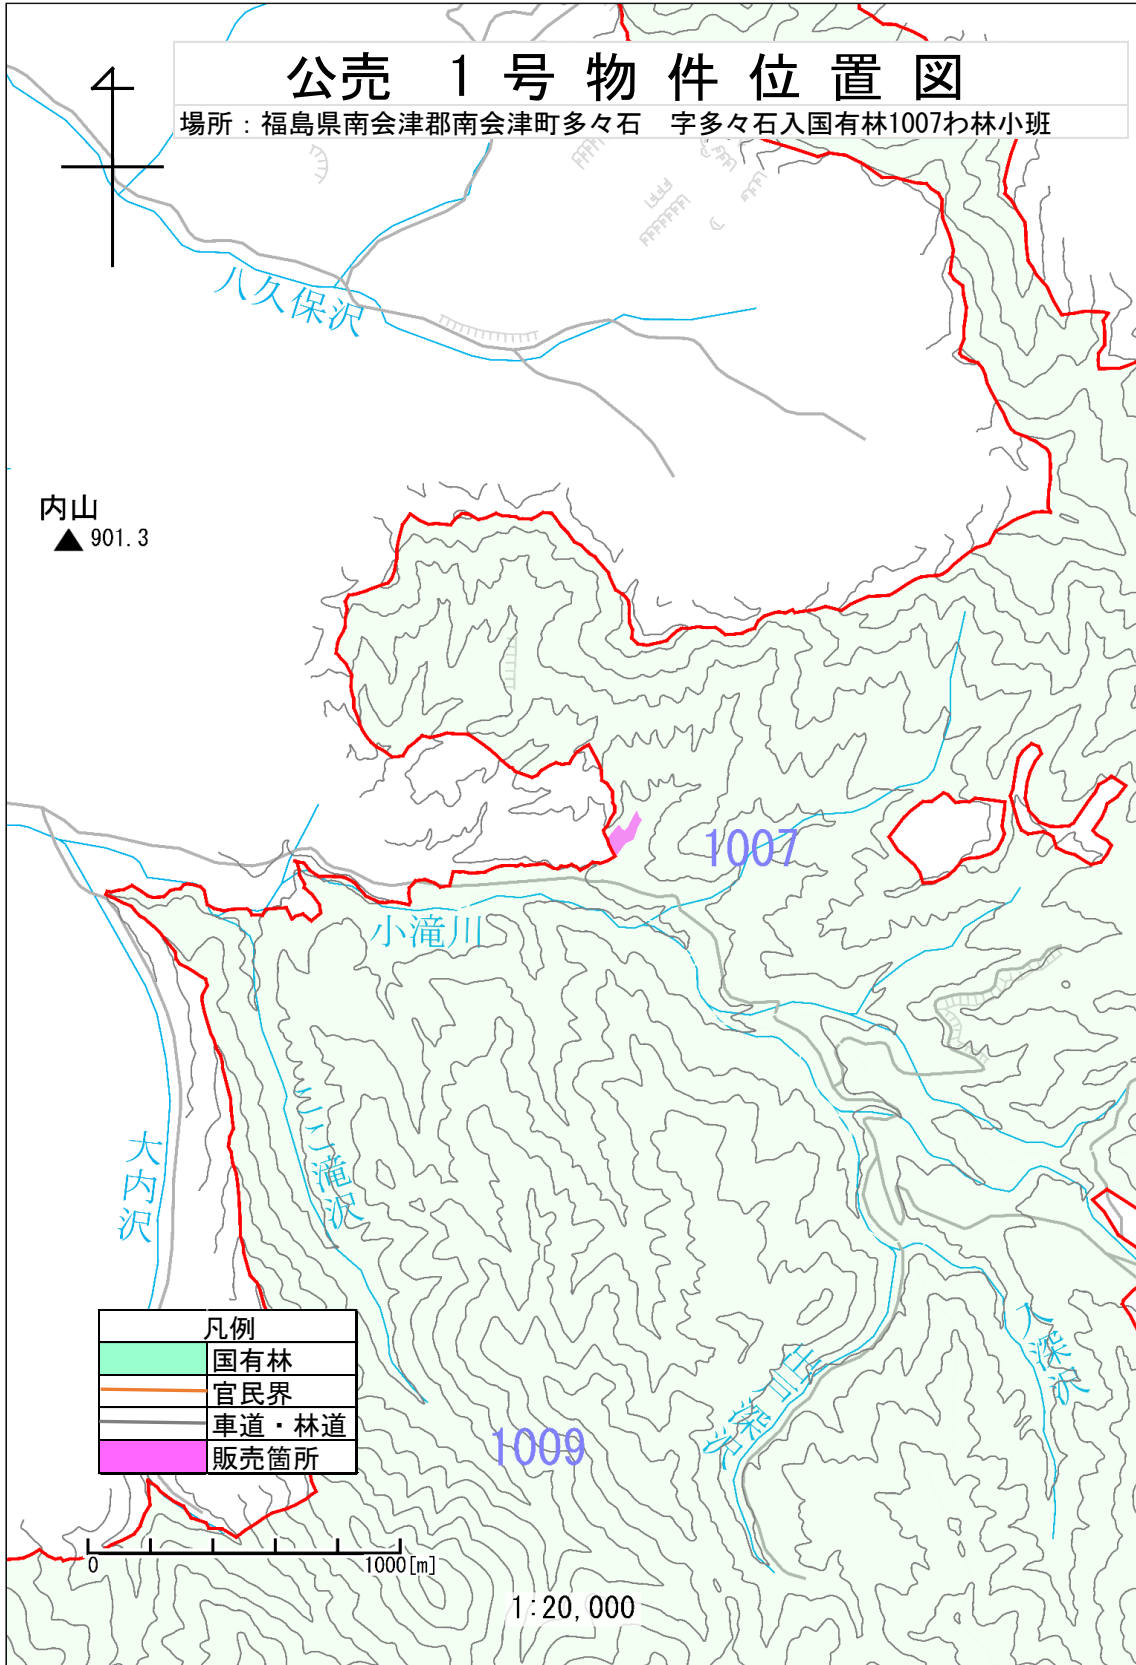 公売　1 号 物 件 位 置 図
場所：福島県南会津郡南会津町多々石　字多々石入国有林1007わ林小班
八久保沢
内山
▲ 901.3
1007
小滝川
大内沢
二滝沢
入深沢
深沢
1009
凡例
国有林
官民界
車道・林道
販売箇所
0
1000[m]
1:20,000